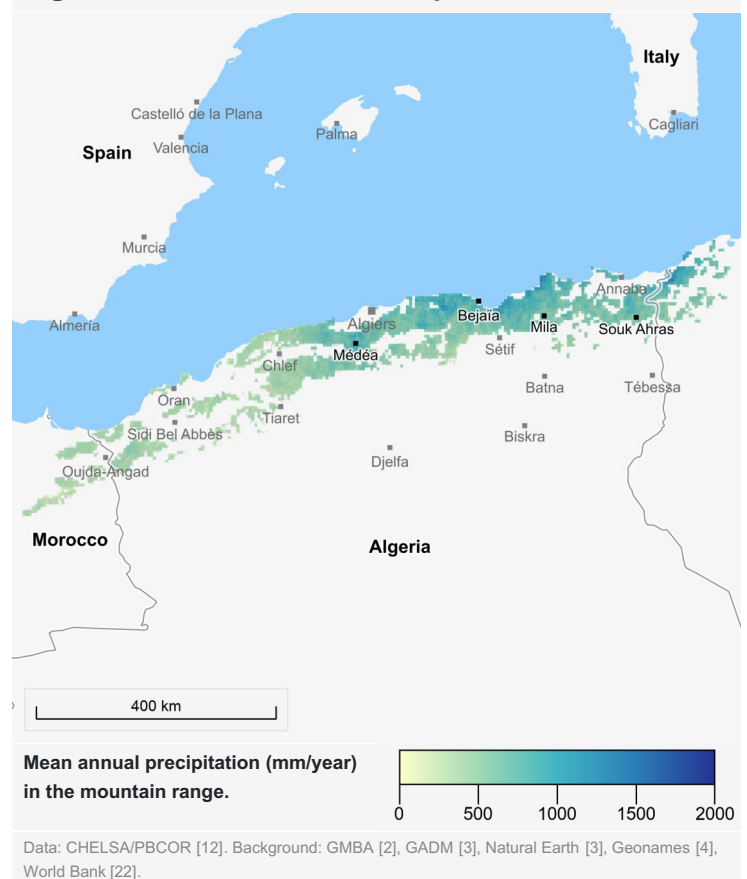 Italy
Castelló de la Plana
Palma
Cagliari
Spain
Valencia
Murcia
Almería
Algiers
Bejaïa
Annaba
Mila
Souk Ahras
Médéa
Sétif
Chlef
Oran
Batna
Tébessa
Tiaret
Sidi Bel Abbès
Biskra
Oujda-Angad
Djelfa
Morocco
Algeria
400 km
Mean annual precipitation (mm/year)
in the mountain range.
0 500 1000 1500 2000
Data: CHELSA/PBCOR [12]. Background: GMBA [2], GADM [3], Natural Earth [3], Geonames [4],
World Bank [22].